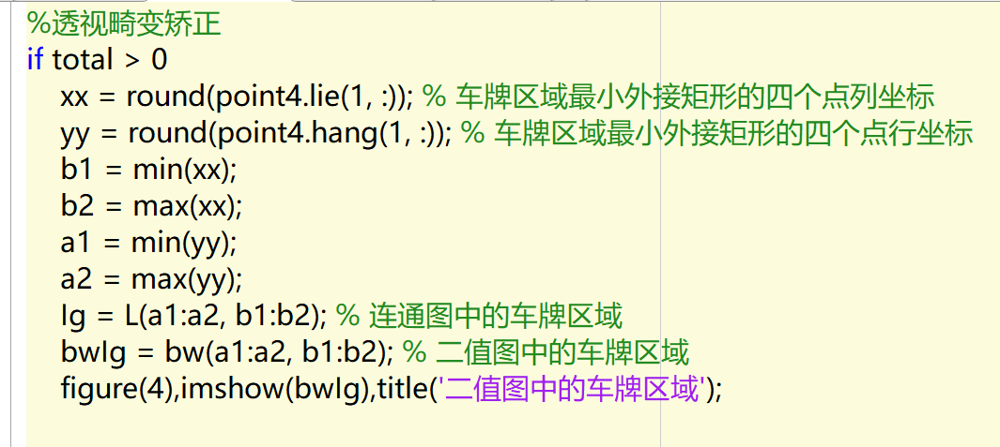 %透视畸变矫正
if total > 0
xx = round(point4.lie(1, :)); % 车牌区域最小外接矩形的四个点列坐标
yy = round(point4.hang(1, :)); % 车牌区域最小外接矩形的四个点行坐标
b1 = min(xx);
b2 = max(xx);
a1 = min(yy);
a2 = max(yy);
Ig = L(a1:a2, b1:b2); % 连通图中的车牌区域
bwIg = bw(a1:a2, b1:b2); % 二值图中的车牌区域
figure(4),imshow(bwIg),title('二值图中的车牌区域');